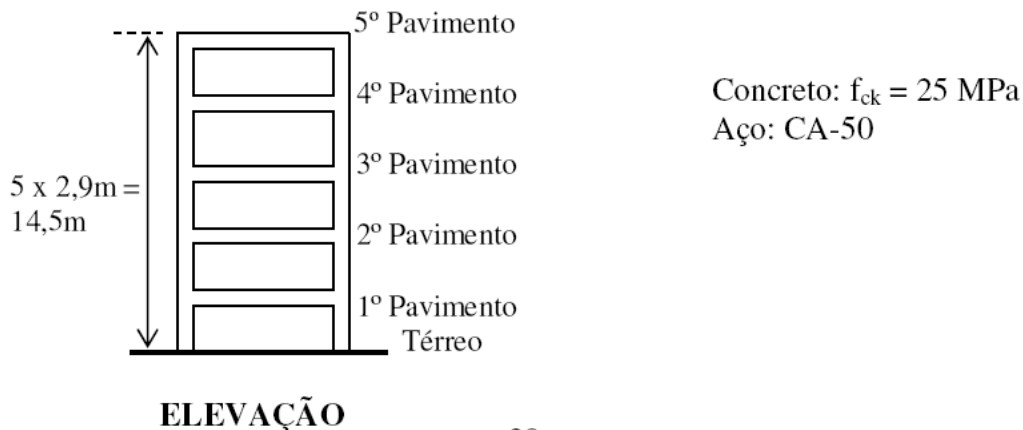 5º Pavimento
4º Pavimento
3º Pavimento
2º Pavimento
1º Pavimento
Térreo
5 x 2,9m =
14,5m
ELEVAÇÃO
Concreto: fck = 25 MPa
Aço: CA-50